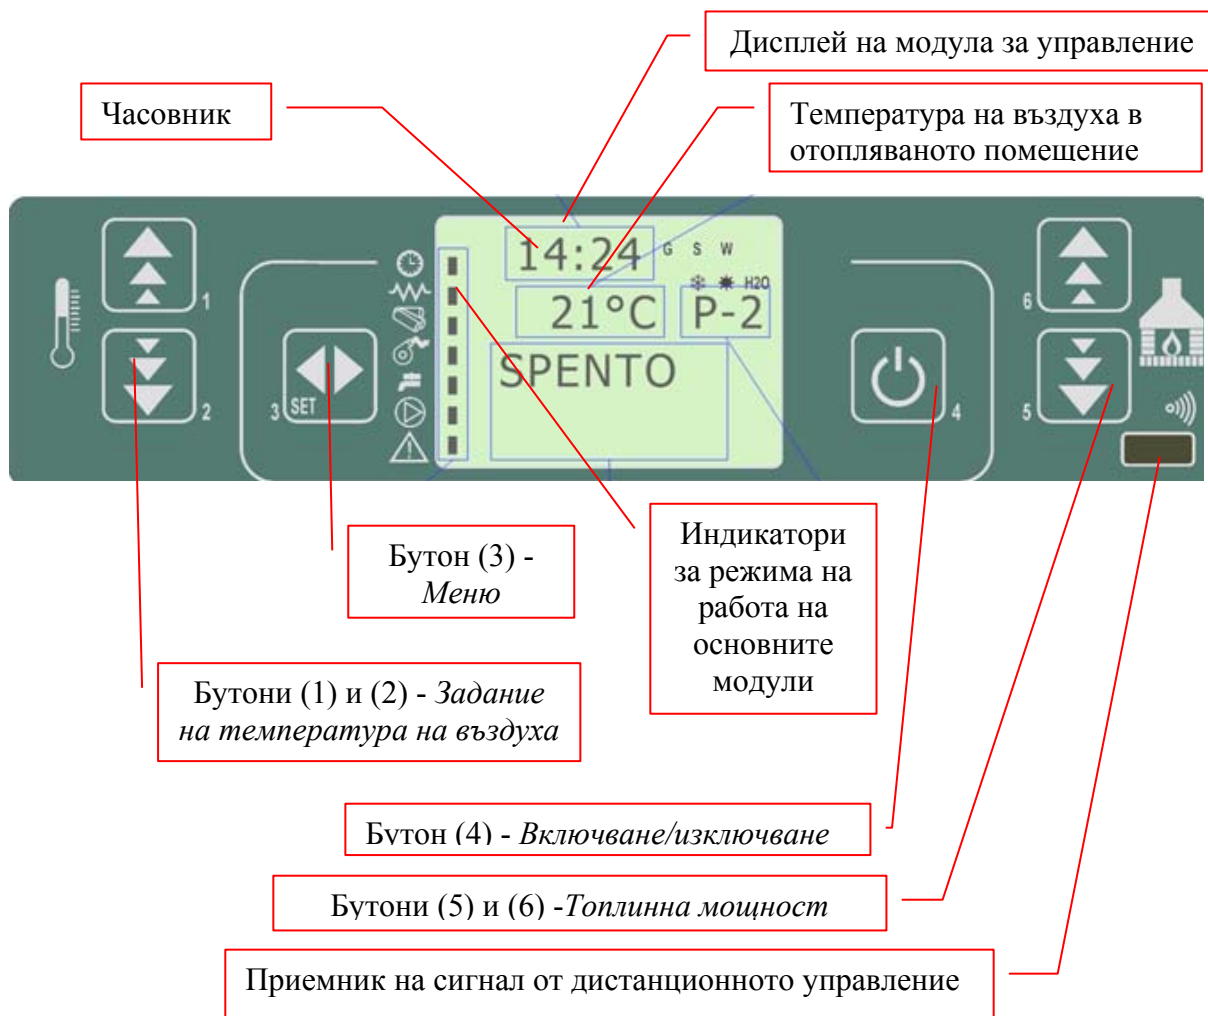 Дисплей на модула за управление
Часовник
Температура на въздуха в
отопляваното помещение
14:24 G S W
H2O
21°C P-2
SPENTO
1
2
3 SET
4
6
5
Бутон (3) -
Меню
Индикатори
за режима на
работа на
основните
модули
Бутони (1) и (2) - Задание
на температура на въздуха
Бутон (4) - Включване/изключване
Бутони (5) и (6) -Топлинна мощност
Приемник на сигнал от дистанционното управление